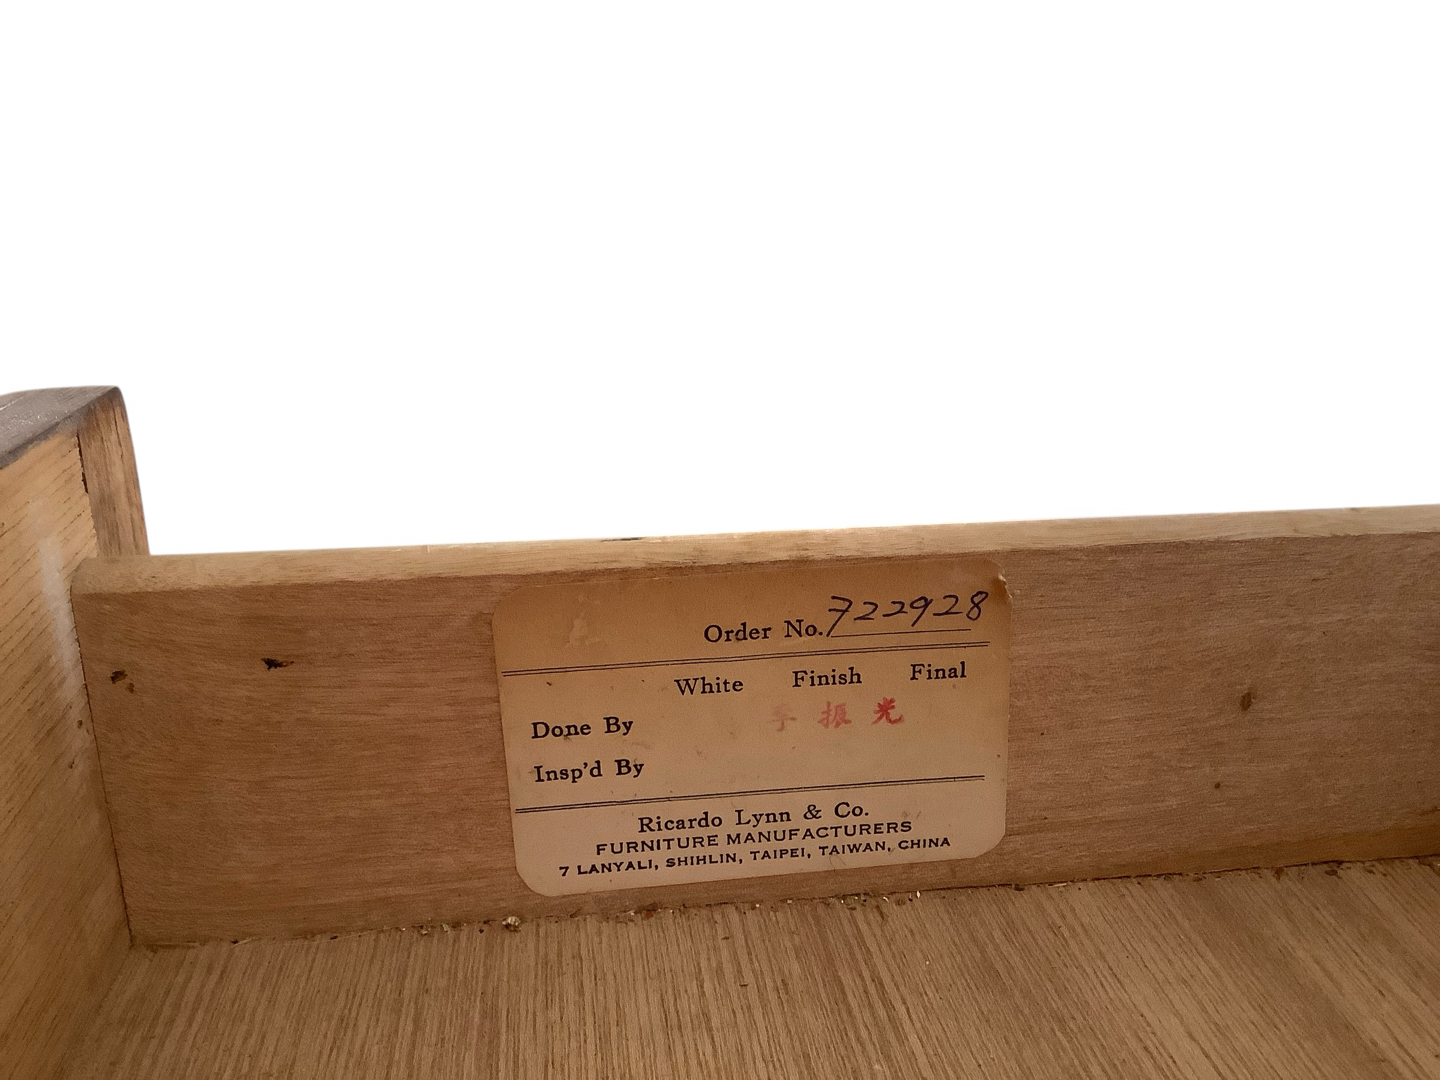 Order No. 722928
White Finish Final
Done By 李振光
Insp'd By
Ricardo Lynn & Co.
FURNITURE MANUFACTURERS
7 LANYALI, SHIHLIN, TAIPEI, TAIWAN, CHINA